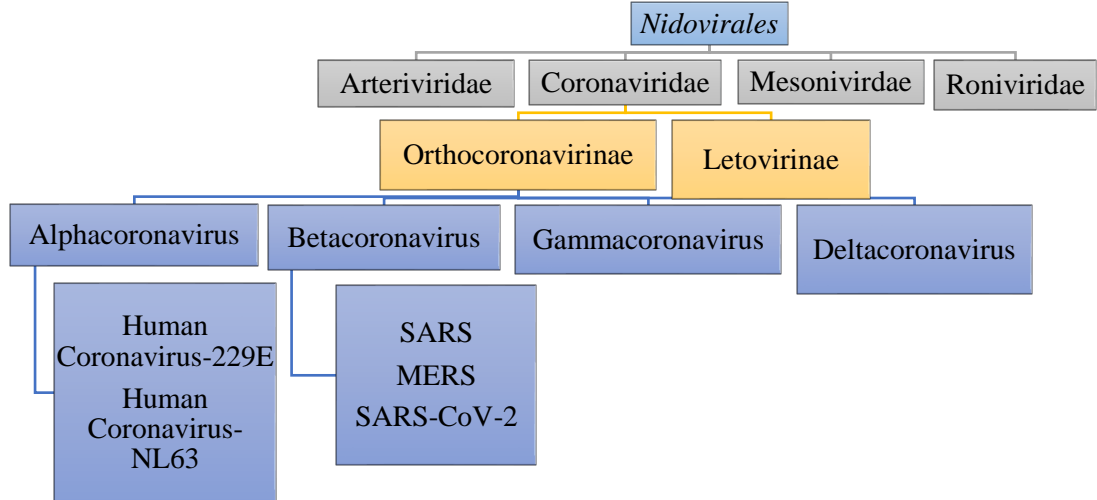 Nidovirales
Arteriviridae
Coronaviridae
Mesonivirdae
Roniviridae
Orthocoronavirinae
Letovirinae
Alphacoronavirus
Betacoronavirus
Gammacoronavirus
Deltacoronavirus
Human
Coronavirus-229E
Human
Coronavirus-
NL63
SARS
MERS
SARS-CoV-2